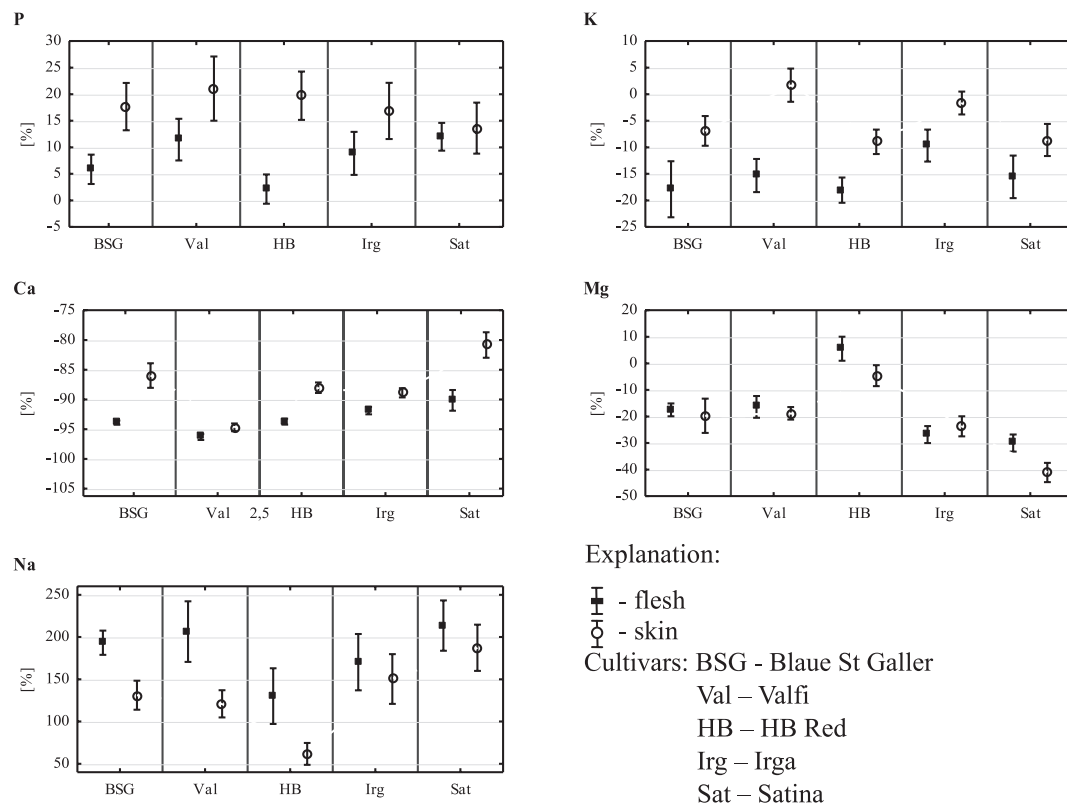 P
30
25
20
15
10
5
0
-5
[%]
BSG Val HB Irg Sat
K
10
5
0
-5
-10
-15
-20
-25
[%]
BSG Val HB Irg Sat
Ca
-75
-80
-85
-90
-95
-100
-105
[%]
BSG Val 2,5 HB Irg Sat
Mg
20
10
0
-10
-20
-30
-40
-50
[%]
BSG Val HB Irg Sat
Na
250
200
150
100
50
[%]
BSG Val HB Irg Sat
Explanation:
- flesh
- skin
Cultivars: BSG - Blaue St Galler
Val – Valfi
HB – HB Red
Irg – Irga
Sat – Satina